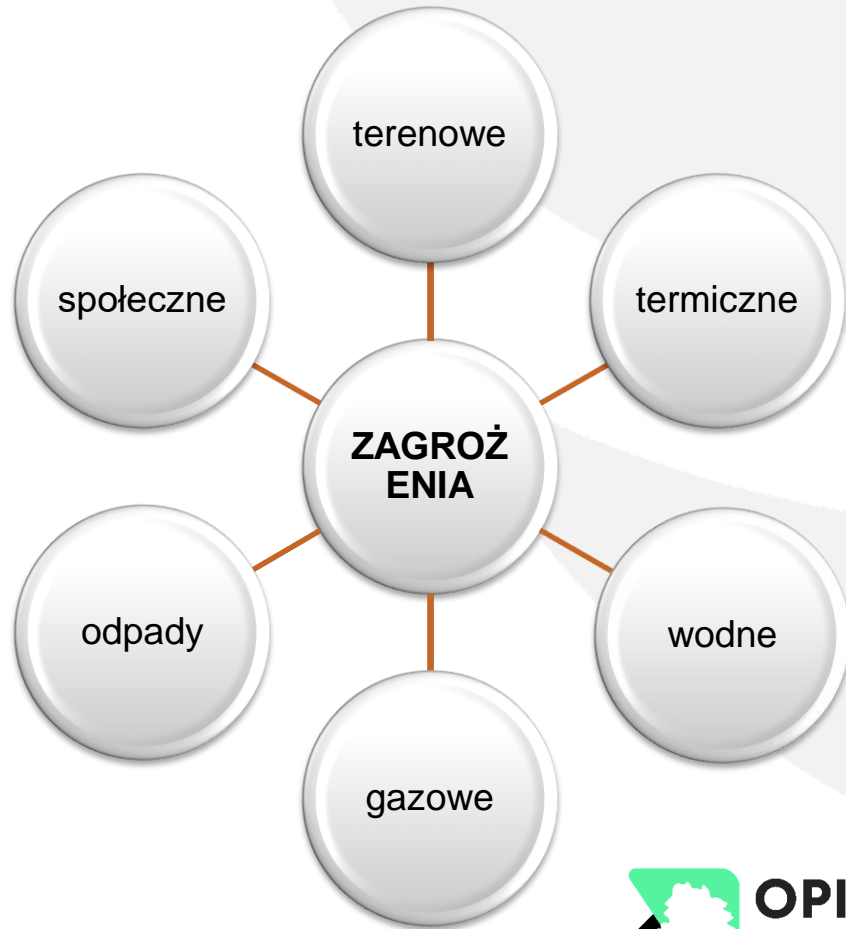 terenowe
społeczne
termiczne
ZAGROŻ
ENIA
odpady
wodne
gazowe
OPI